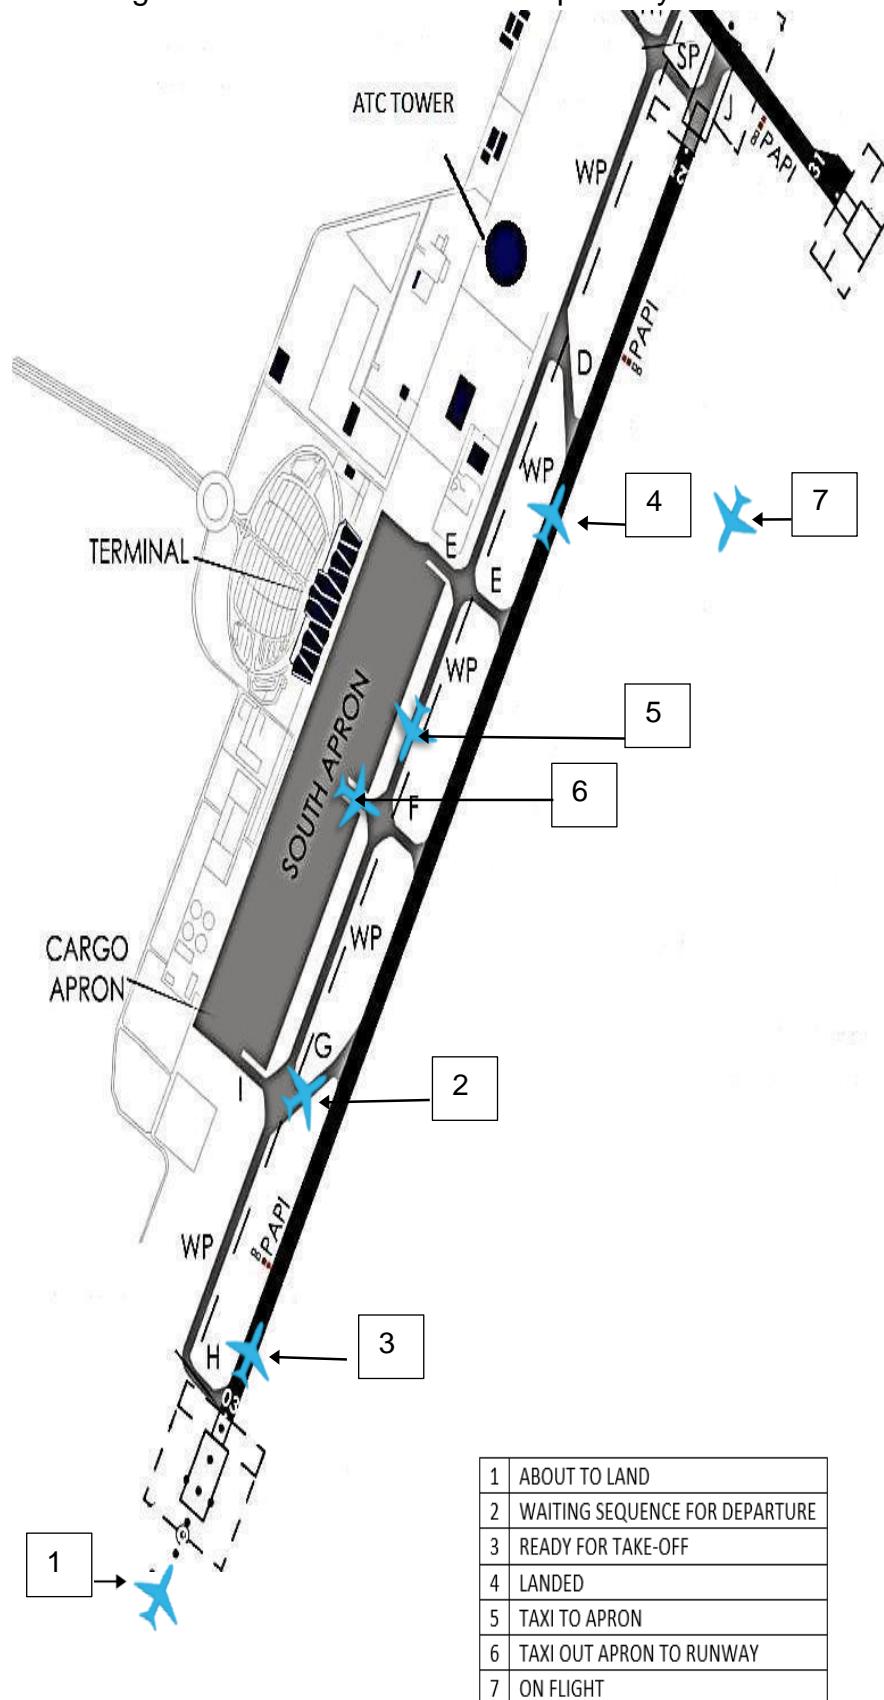 SP
ATC TOWER
J
PAPI
31
WP
21
PAPI
D
WP
4
7
E
TERMINAL
E
WP
5
SOUTH APRON
6
F
WP
CARGO
APRON
G
I
2
PAPI
WP
3
H
03
1
1 ABOUT TO LAND
2 WAITING SEQUENCE FOR DEPARTURE
3 READY FOR TAKE-OFF
4 LANDED
5 TAXI TO APRON
6 TAXI OUT APRON TO RUNWAY
7 ON FLIGHT